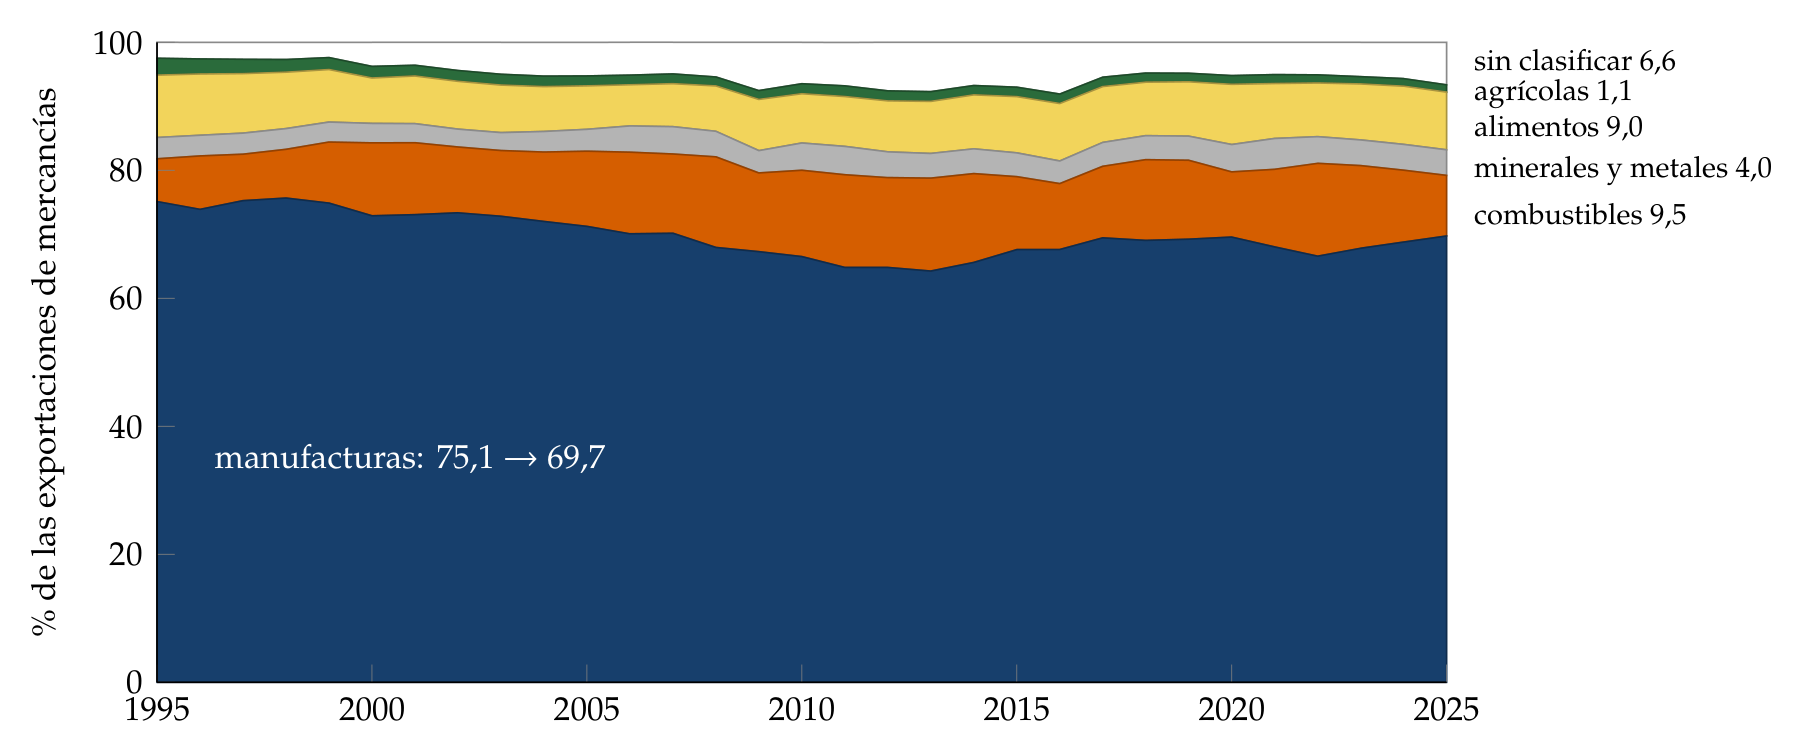 % de las exportaciones de mercancías
100
80
60
40
20
0
1995
2000
2005
2010
2015
2020
2025
manufacturas: 75,1 → 69,7
sin clasificar 6,6
agrícolas 1,1
alimentos 9,0
minerales y metales 4,0
combustibles 9,5